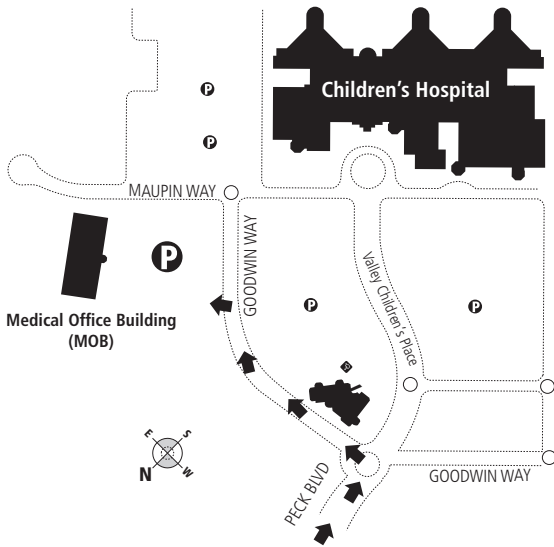 Children's Hospital
P
P
MAUPIN WAY
P
GOODWIN WAY
Valley Children's Place
P
P
Medical Office Building
(MOB)
E
S
N
W
PECK BLVD
GOODWIN WAY